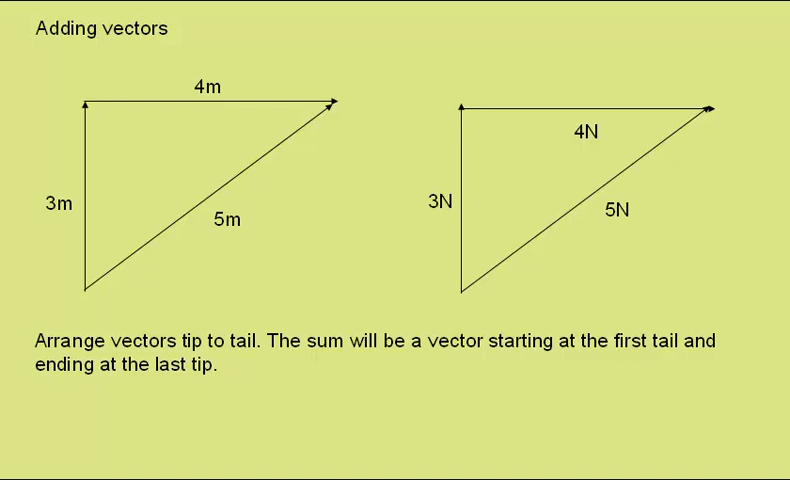 Adding vectors
4m
3m
5m
4N
3N
5N
Arrange vectors tip to tail. The sum will be a vector starting at the first tail and
ending at the last tip.